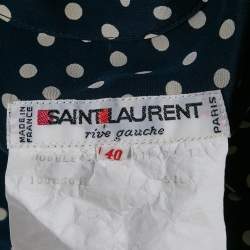 MADE IN
FRANCE
SAINT LAURENT
rive gauche
PARIS
40